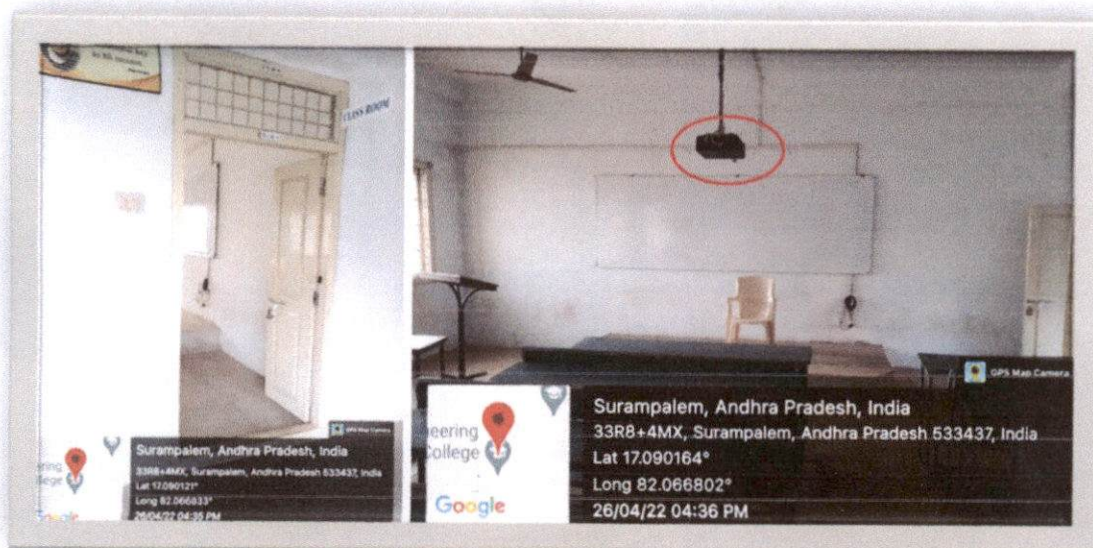 CLASS ROOM
GPS Map Camera
Surampalem, Andhra Pradesh, India
33R8+4MX, Surampalem, Andhra Pradesh 533437, India
Lat 17.090121°
Long 82.066833°
26/04/22 04:35 PM
Google
GPS Map Camera
eering
College
Google
Surampalem, Andhra Pradesh, India
33R8+4MX, Surampalem, Andhra Pradesh 533437, India
Lat 17.090164°
Long 82.066802°
26/04/22 04:36 PM